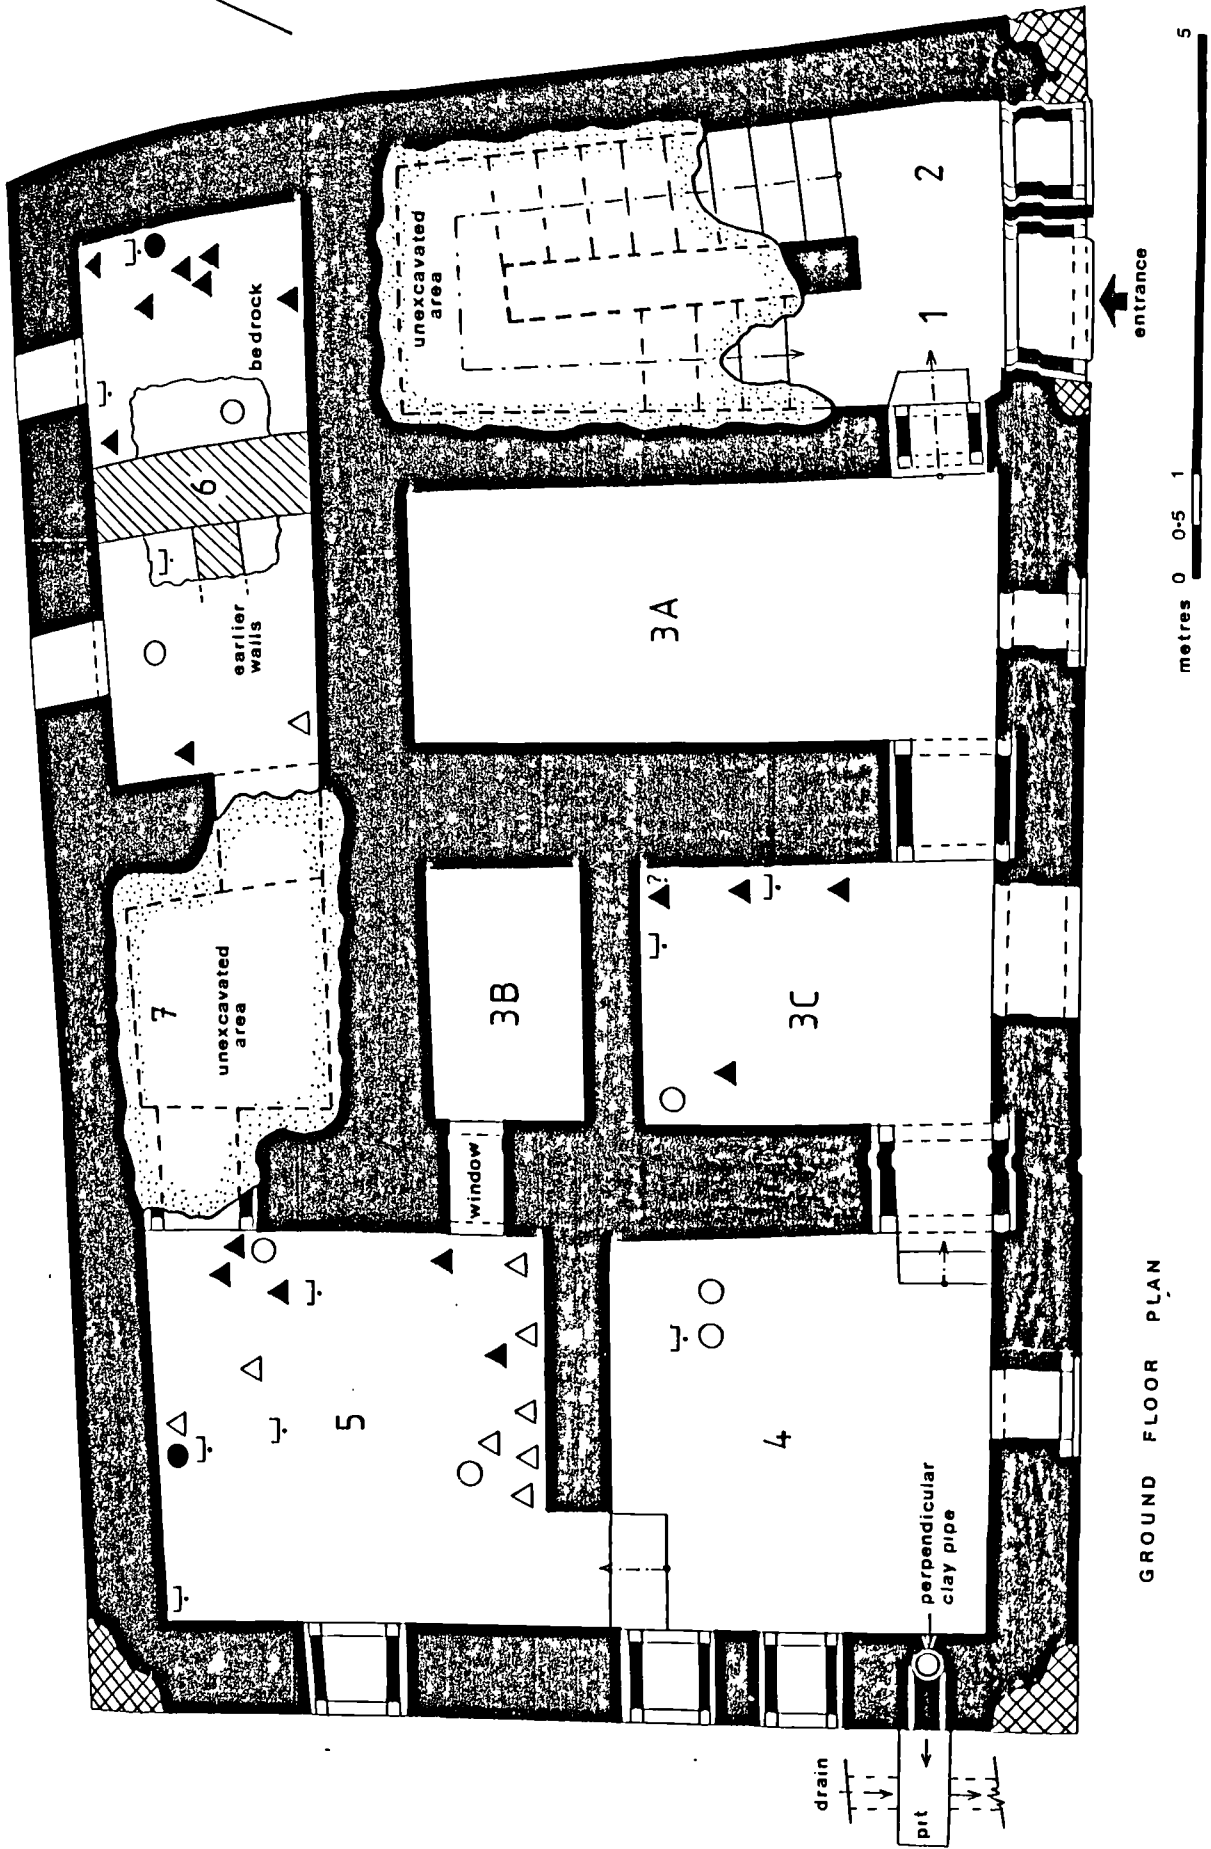 unexcavated
area
7
unexcavated
area
window
5
4
3B
3C
3A
6
bedrock
earlier
walls
?
2
1
entrance
perpendicular
clay pipe
drain
pit
metres 0 0·5 1 5
GROUND FLOOR PLAN